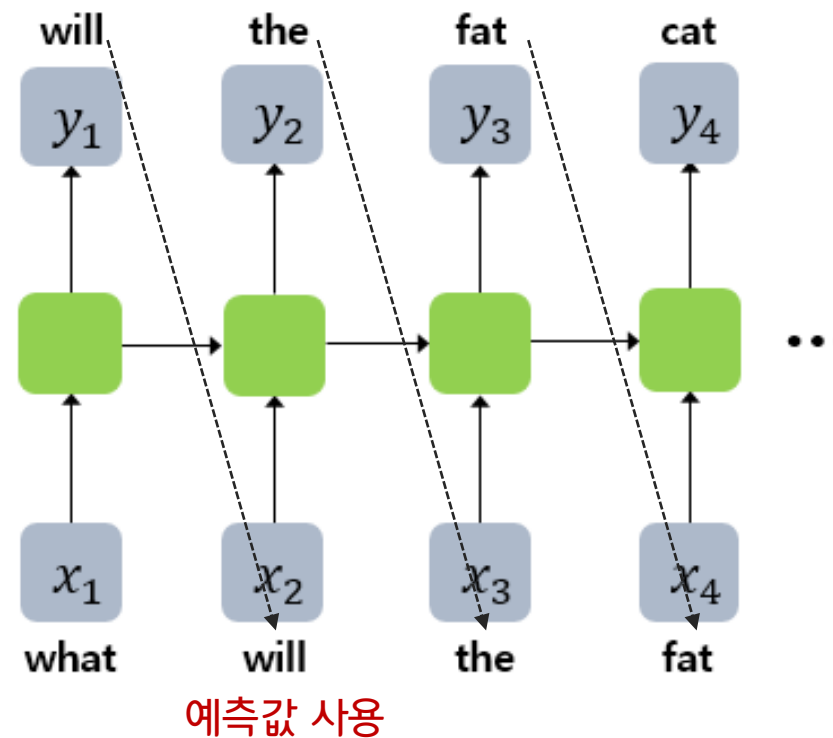 will the fat cat
y₁ y₂ y₃ y₄
x₁ x₂ x₃ x₄
what will the fat
예측값 사용